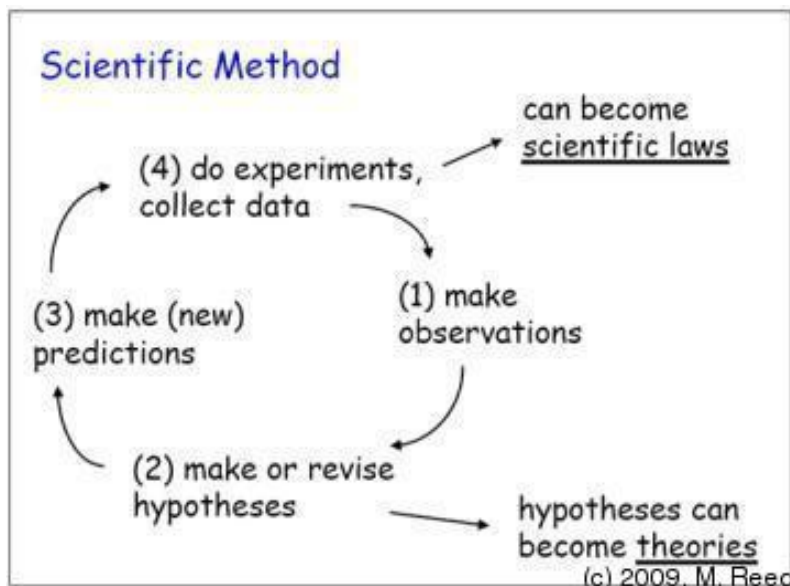 Scientific Method
can become
scientific laws
(4) do experiments,
collect data
(1) make
observations
(3) make (new)
predictions
(2) make or revise
hypotheses
hypotheses can
become theories
(c) 2009, M. Reed